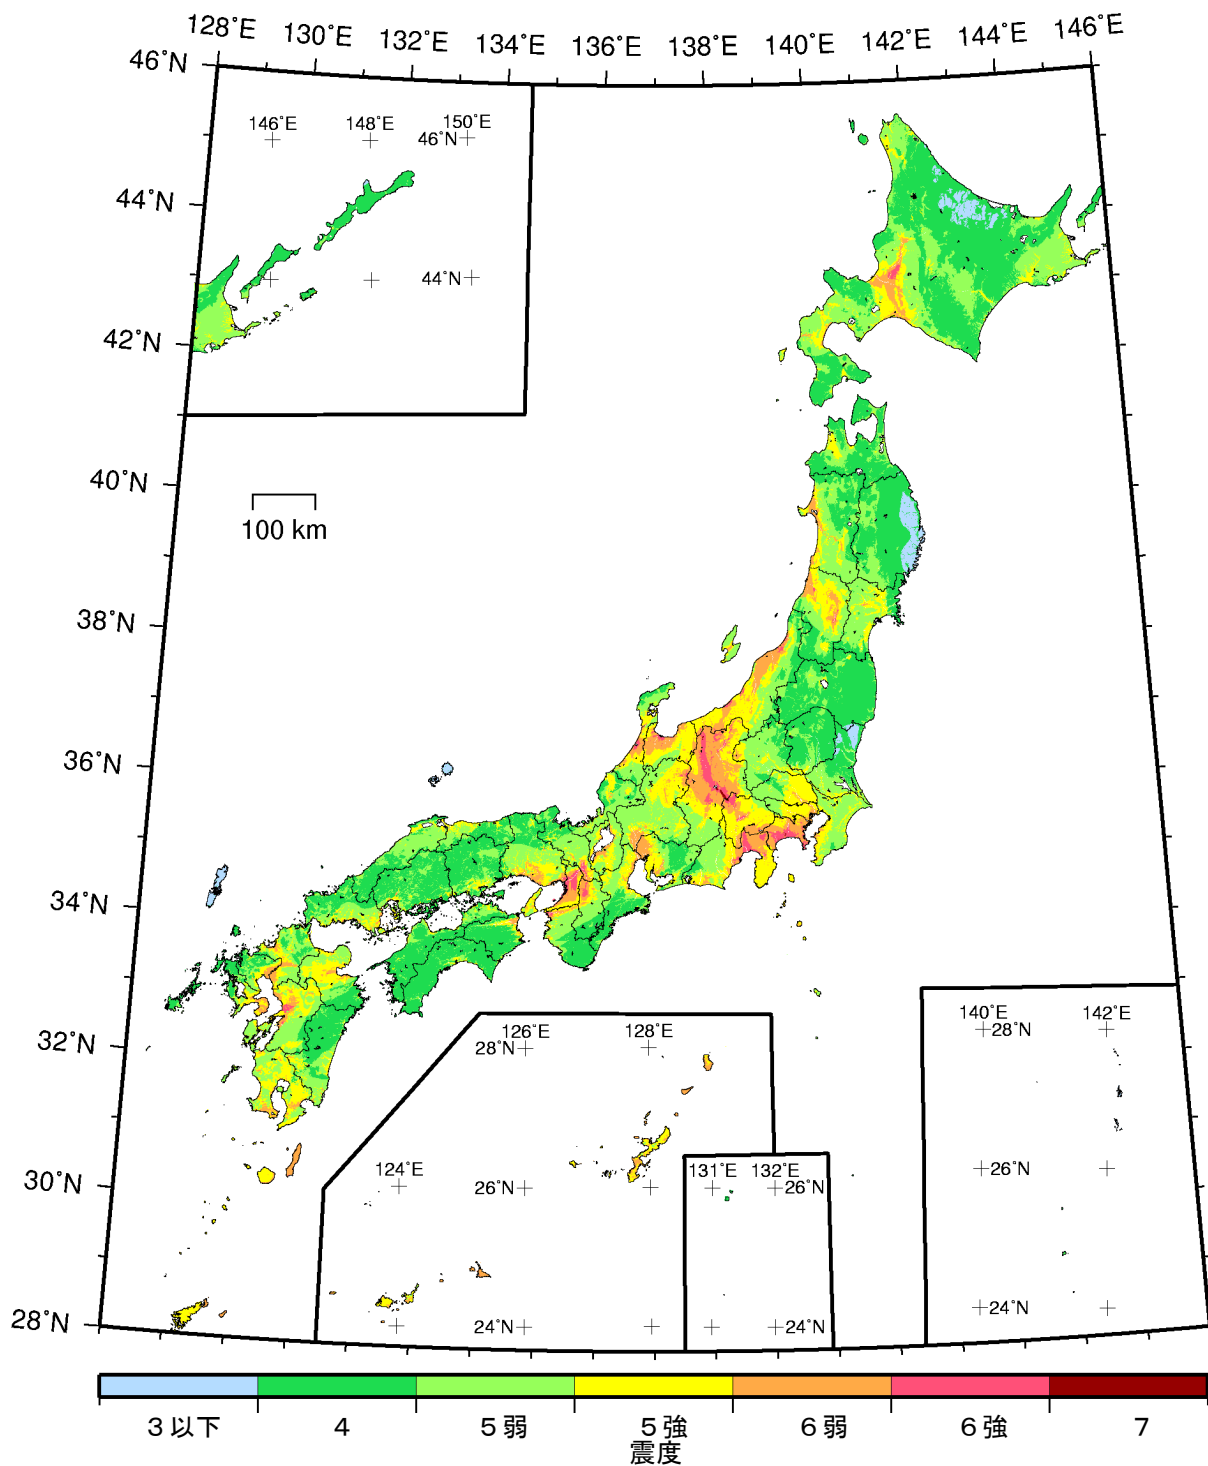 128°E 130°E 132°E 134°E 136°E 138°E 140°E 142°E 144°E 146°E
46°N
146°E 148°E 150°E
46°N
44°N
44°N
42°N
40°N
100 km
38°N
36°N
34°N
32°N
126°E 128°E
28°N
140°E 142°E
28°N
30°N
124°E
26°N
131°E 132°E
26°N
26°N
28°N
24°N
24°N
24°N
3以下 4 5弱 5強 6弱 6強 7
震度